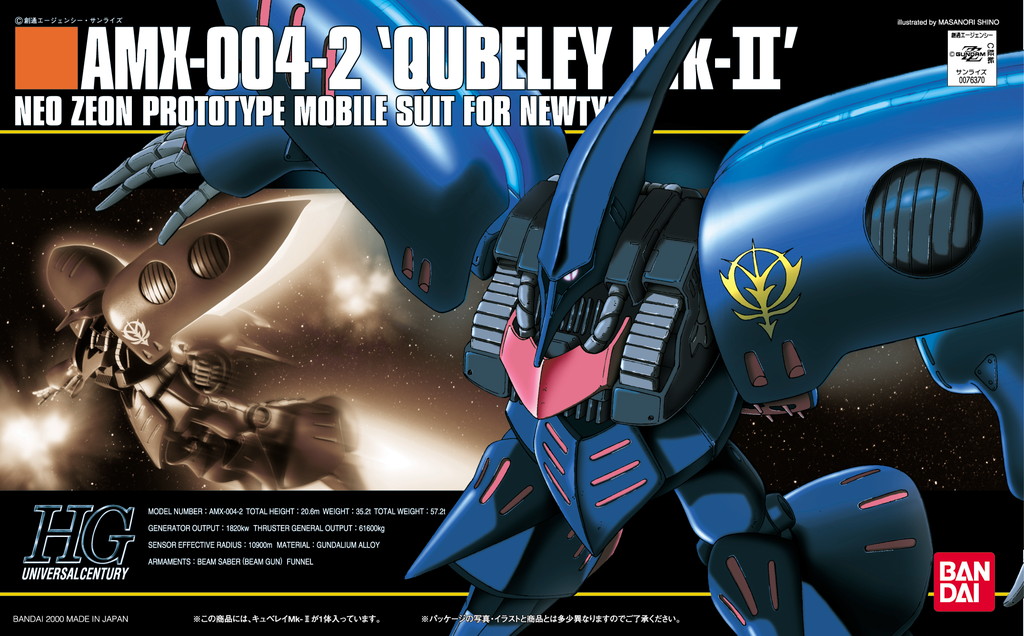 ©創通エージェンシー・サンライズ
illustrated by MASANORI SHINO
AMX-004-2 'QUBELEY Mk-II'
NEO ZEON PROTOTYPE MOBILE SUIT FOR
創通エージェンシー
GUNDAM
サンライズ
0076370
HG
UNIVERSAL CENTURY
MODEL NUMBER : AMX-004-2 TOTAL HEIGHT : 20.6m WEIGHT : 35.2t TOTAL WEIGHT : 57.2t
GENERATOR OUTPUT : 1820kw THRUSTER GENERAL OUTPUT : 61600kg
SENSOR EFFECTIVE RADIUS : 10900m MATERIAL : GUNDALIUM ALLOY
ARMAMENTS : BEAM SABER (BEAM GUN) FUNNEL
BAN
DAI
BANDAI 2000 MADE IN JAPAN
※この商品には、キュベレイMk-Ⅱが1体入っています。
※パッケージの写真・イラストと商品とは多少異なりますのでご了承ください。